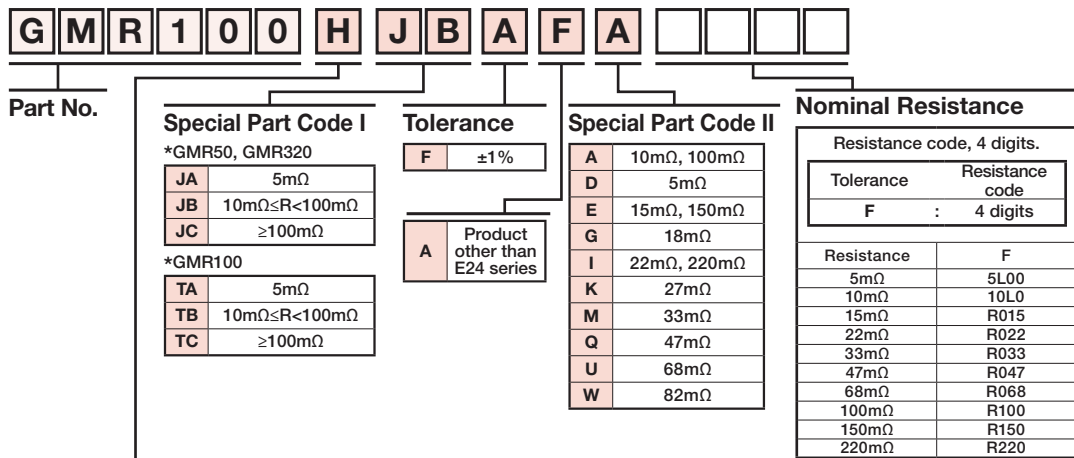 GMR100 H JB A F A
Part No.
Special Part Code I
*GMR50, GMR320
JA 5mΩ
JB 10mΩ≤R<100mΩ
JC ≥100mΩ
*GMR100
TA 5mΩ
TB 10mΩ≤R<100mΩ
TC ≥100mΩ
Tolerance
F ±1%
A Product
other than
E24 series
Special Part Code II
A 10mΩ, 100mΩ
D 5mΩ
E 15mΩ, 150mΩ
G 18mΩ
I 22mΩ, 220mΩ
K 27mΩ
M 33mΩ
Q 47mΩ
U 68mΩ
W 82mΩ
Nominal Resistance
Resistance code, 4 digits.
Tolerance Resistance
code
F : 4 digits
Resistance F
5mΩ 5L00
10mΩ 10L0
15mΩ R015
22mΩ R022
33mΩ R033
47mΩ R047
68mΩ R068
100mΩ R100
150mΩ R150
220mΩ R220